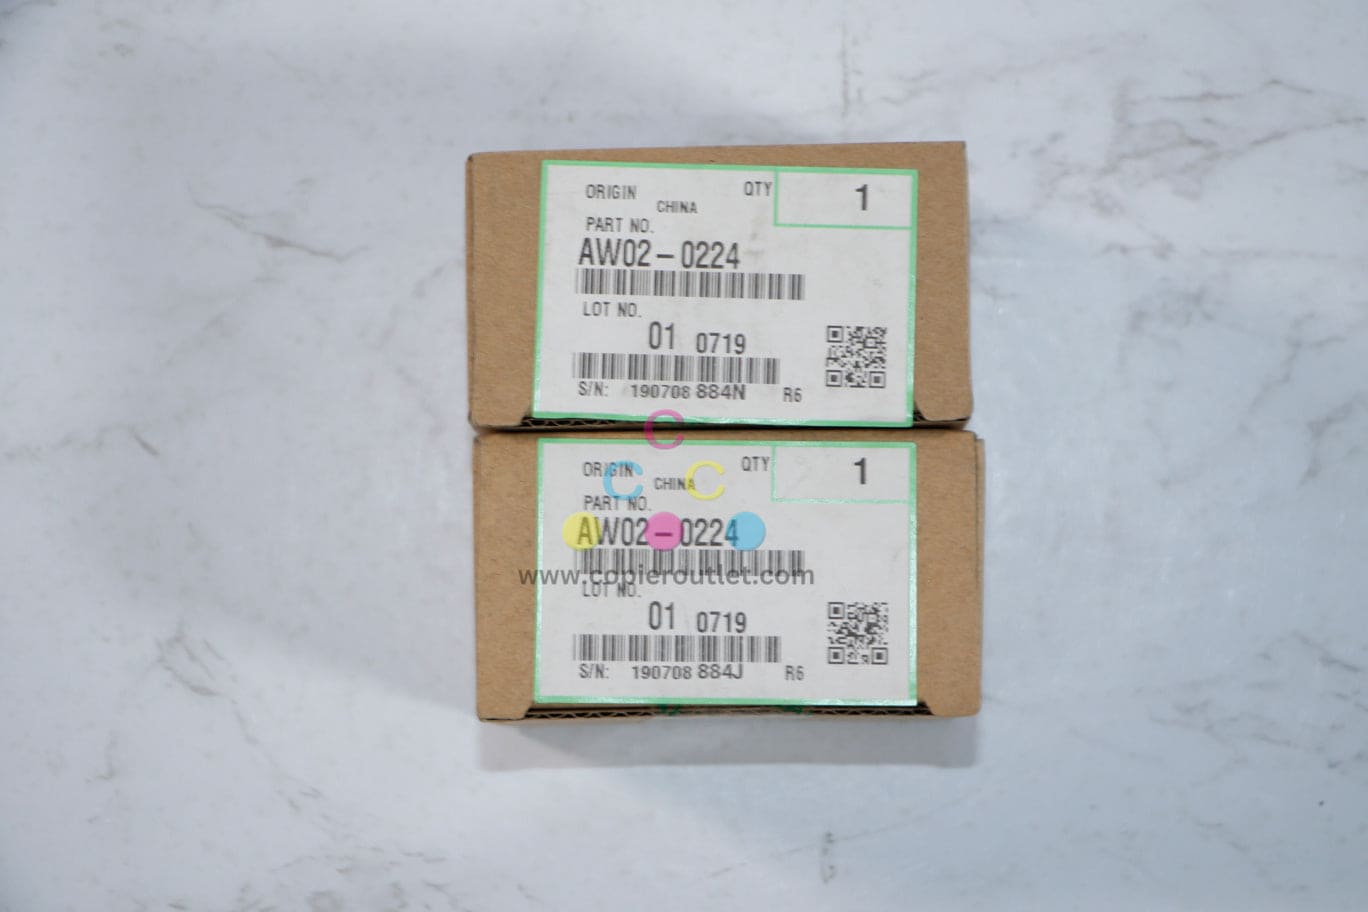 ORIGIN QTY 1
CHINA
PART NO.
AW02-0224
LOT NO.
01 0719
S/N: 190708 884N R6
C
ORIGIN QTY 1
C C
CHINA
PART NO.
AW02-0224
www.copieroutlet.com
LOT NO.
01 0719
S/N: 190708 884J R6